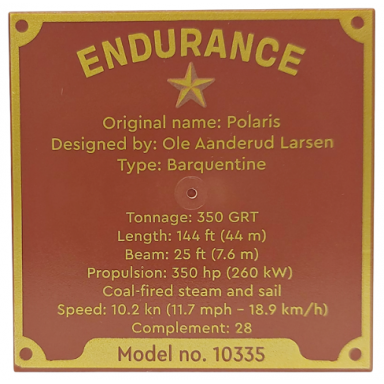 ENDURANCE
Original name: Polaris
Designed by: Ole Aanderud Larsen
Type: Barquentine
Tonnage: 350 GRT
Length: 144 ft (44 m)
Beam: 25 ft (7.6 m)
Propulsion: 350 hp (260 kW)
Coal-fired steam and sail
Speed: 10.2 kn (11.7 mph – 18.9 km/h)
Complement: 28
Model no. 10335